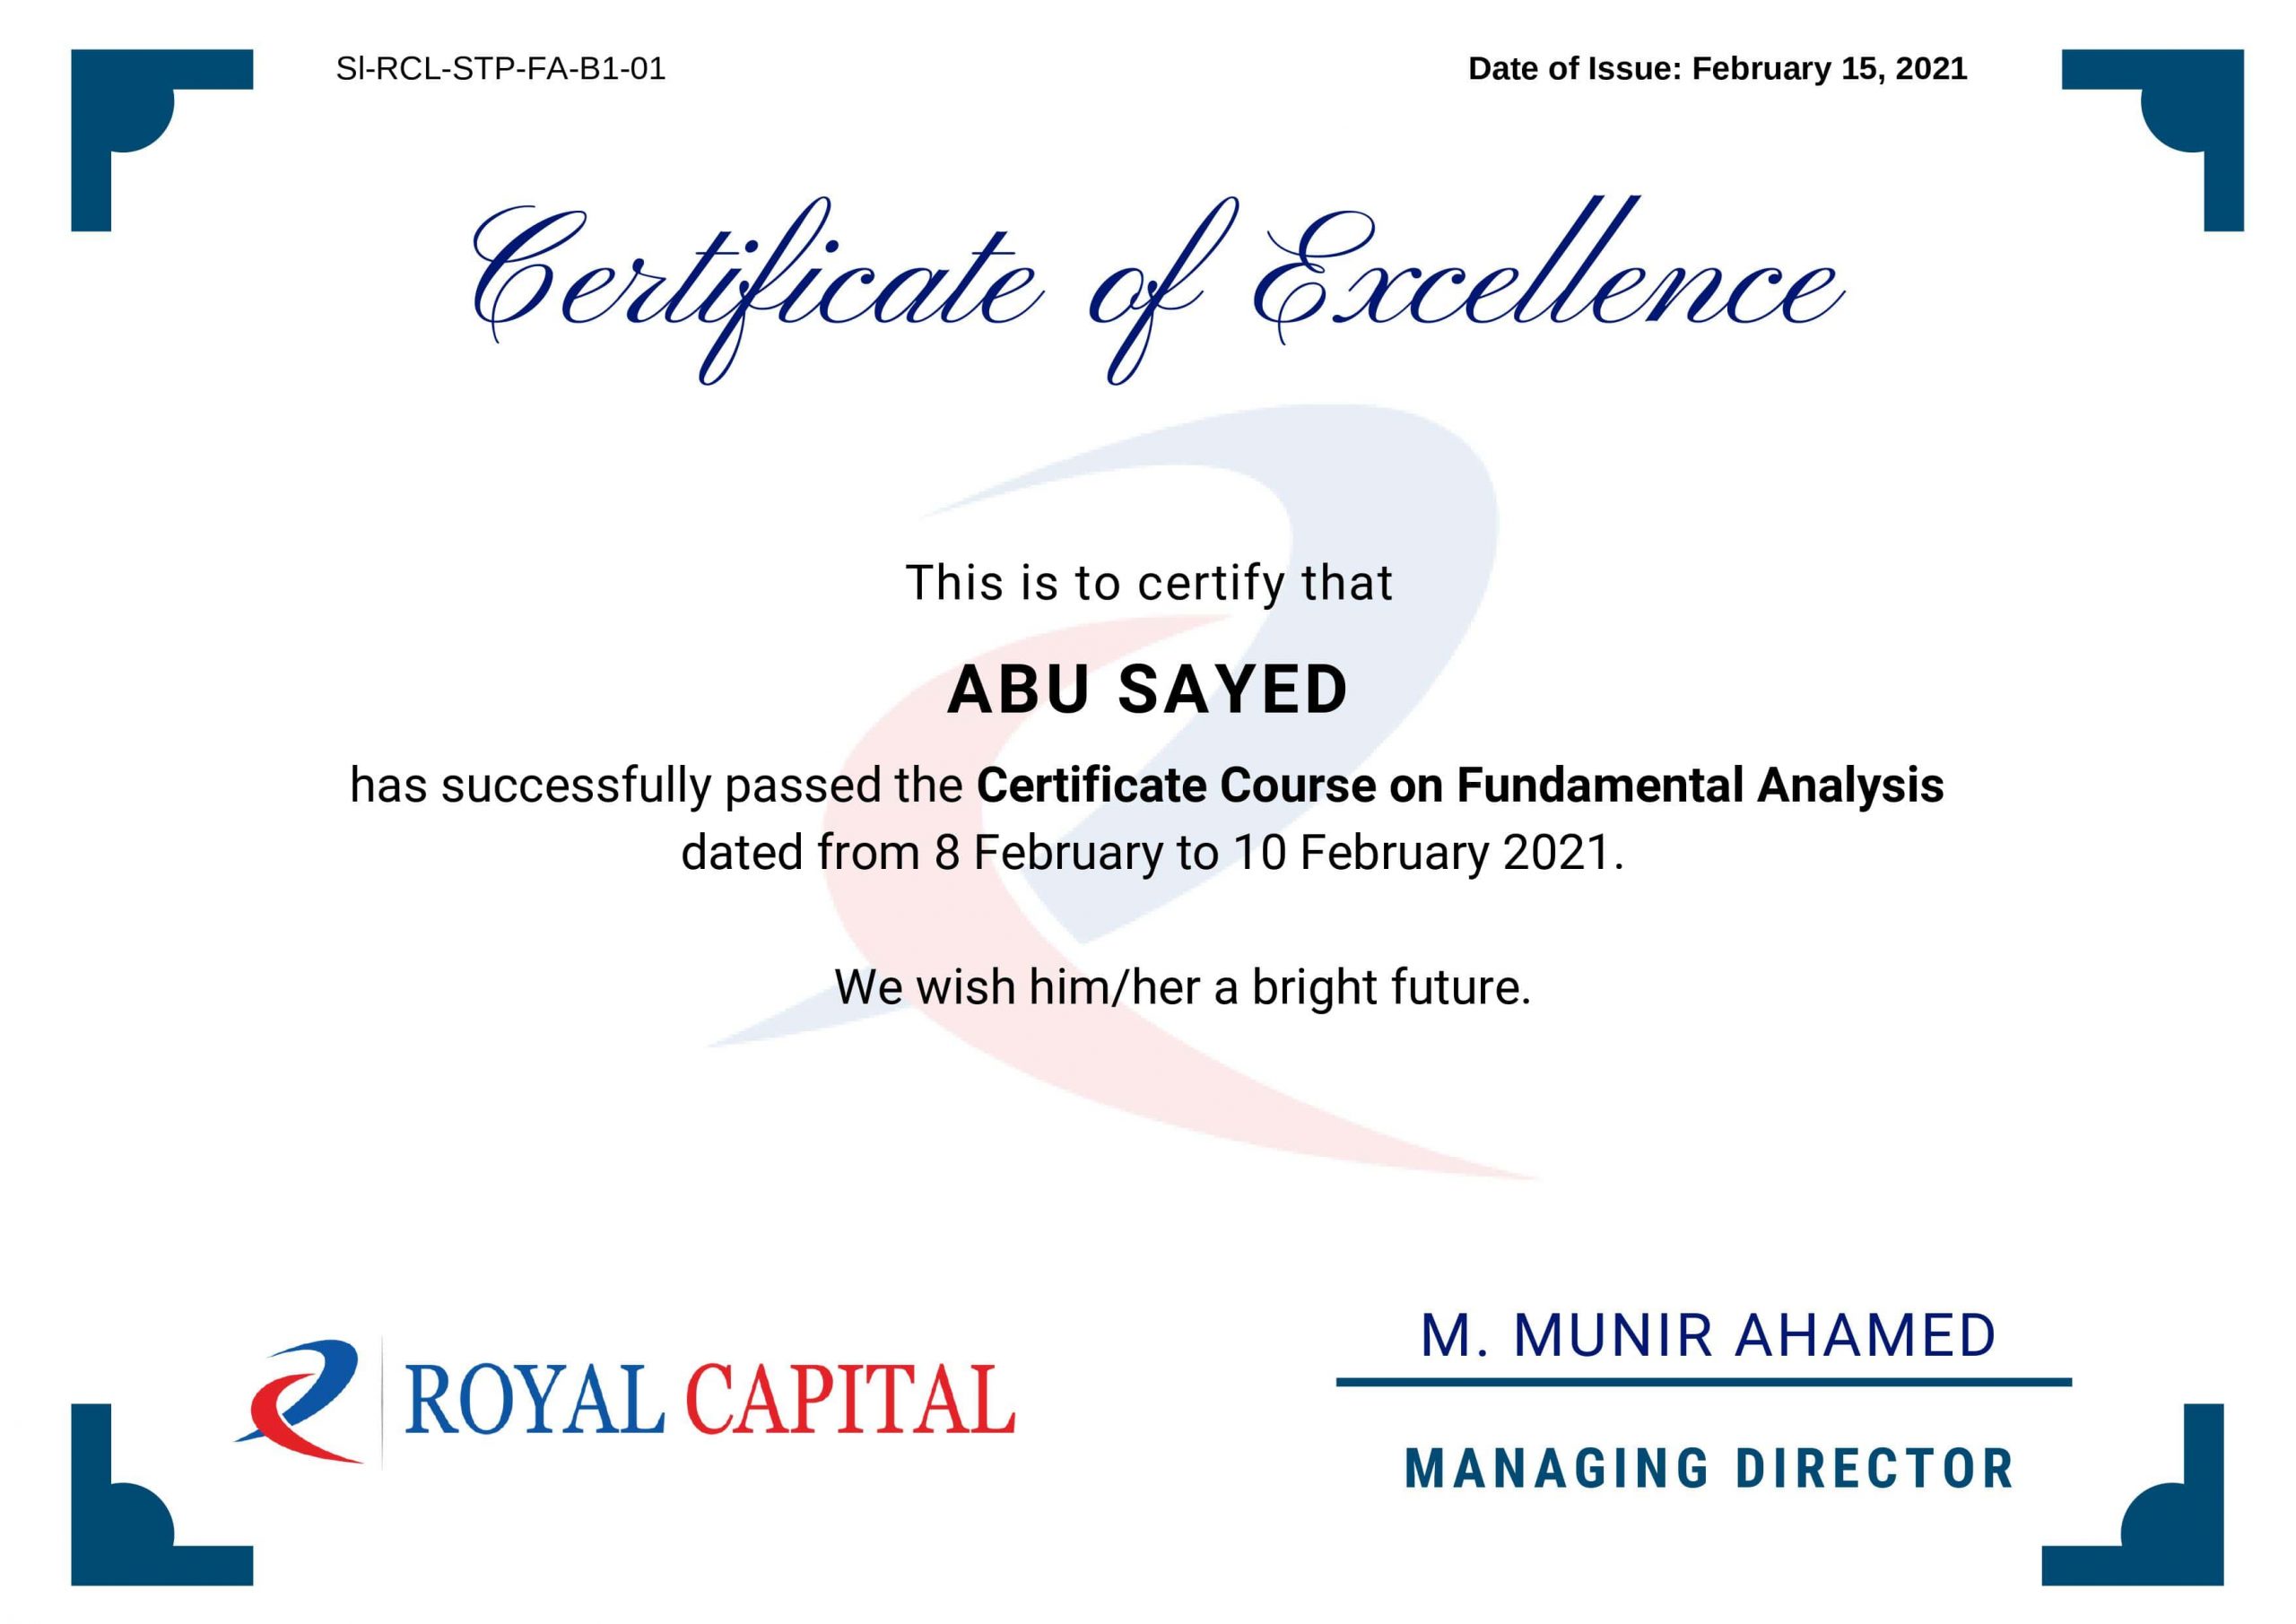 Sl-RCL-STP-FA-B1-01
Date of Issue: February 15, 2021
Certificate of Excellence
This is to certify that
ABU SAYED
has successfully passed the Certificate Course on Fundamental Analysis
dated from 8 February to 10 February 2021.
We wish him/her a bright future.
ROYAL CAPITAL
M. MUNIR AHAMED
MANAGING DIRECTOR